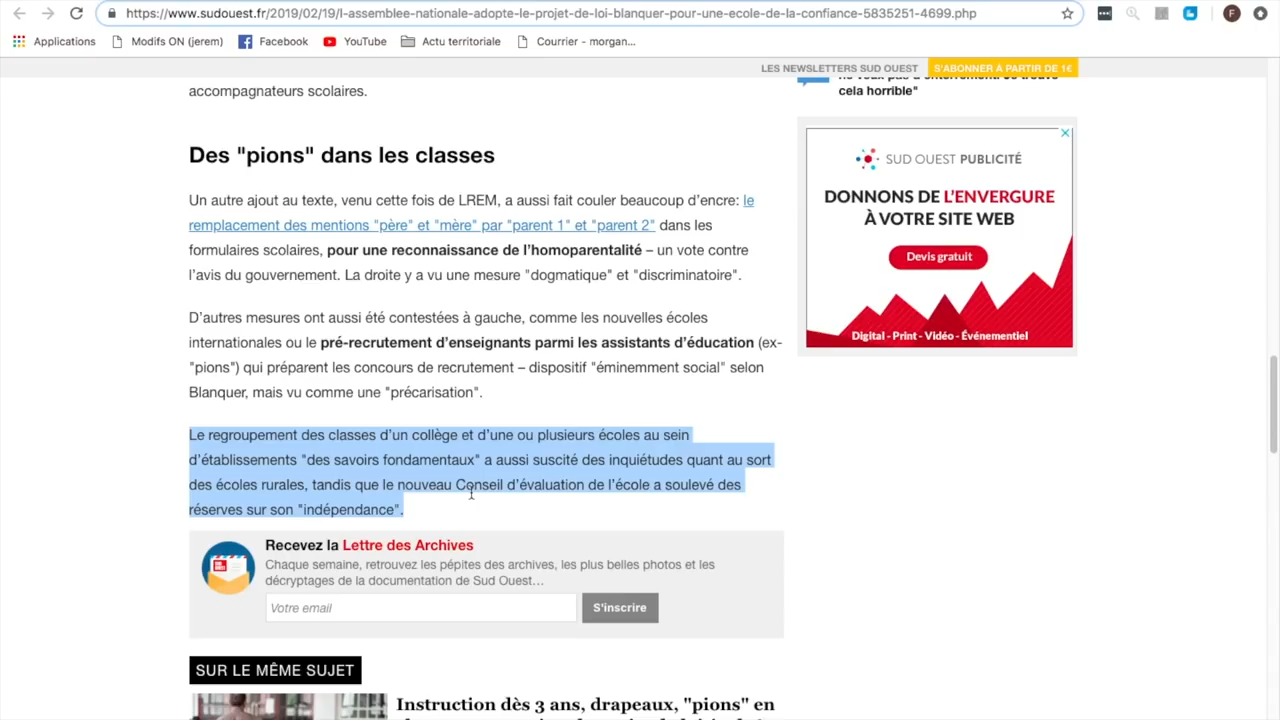 https://www.sudouest.fr/2019/02/19/l-assemblee-nationale-adopte-le-projet-de-loi-blanquer-pour-une-ecole-de-la-confiance-5835251-4699.php
F
Applications
Modifs ON (jerem)
Facebook
YouTube
Actu territoriale
Courrier - morgan...
LES NEWSLETTERS SUD OUEST
S'ABONNER À PARTIR DE 1€
accompagnateurs scolaires.
cela horrible"
Des "pions" dans les classes
Un autre ajout au texte, venu cette fois de LREM, a aussi fait couler beaucoup d'encre: le
remplacement des mentions "père" et "mère" par "parent 1" et "parent 2" dans les
formulaires scolaires, pour une reconnaissance de l'homoparentalité – un vote contre
l'avis du gouvernement. La droite y a vu une mesure "dogmatique" et "discriminatoire".
D'autres mesures ont aussi été contestées à gauche, comme les nouvelles écoles
internationales ou le pré-recrutement d'enseignants parmi les assistants d'éducation (ex-
"pions") qui préparent les concours de recrutement – dispositif "éminemment social" selon
Blanquer, mais vu comme une "précarisation".
Le regroupement des classes d'un collège et d'une ou plusieurs écoles au sein
d'établissements "des savoirs fondamentaux" a aussi suscité des inquiétudes quant au sort
des écoles rurales, tandis que le nouveau Conseil d'évaluation de l'école a soulevé des
réserves sur son "indépendance".
SUD OUEST PUBLICITÉ
DONNONS DE L'ENVERGURE
À VOTRE SITE WEB
Devis gratuit
Digital - Print - Vidéo - Événementiel
Recevez la Lettre des Archives
Chaque semaine, retrouvez les pépites des archives, les plus belles photos et les
décryptages de la documentation de Sud Ouest…
Votre email
S'inscrire
SUR LE MÊME SUJET
Instruction dès 3 ans, drapeaux, "pions" en